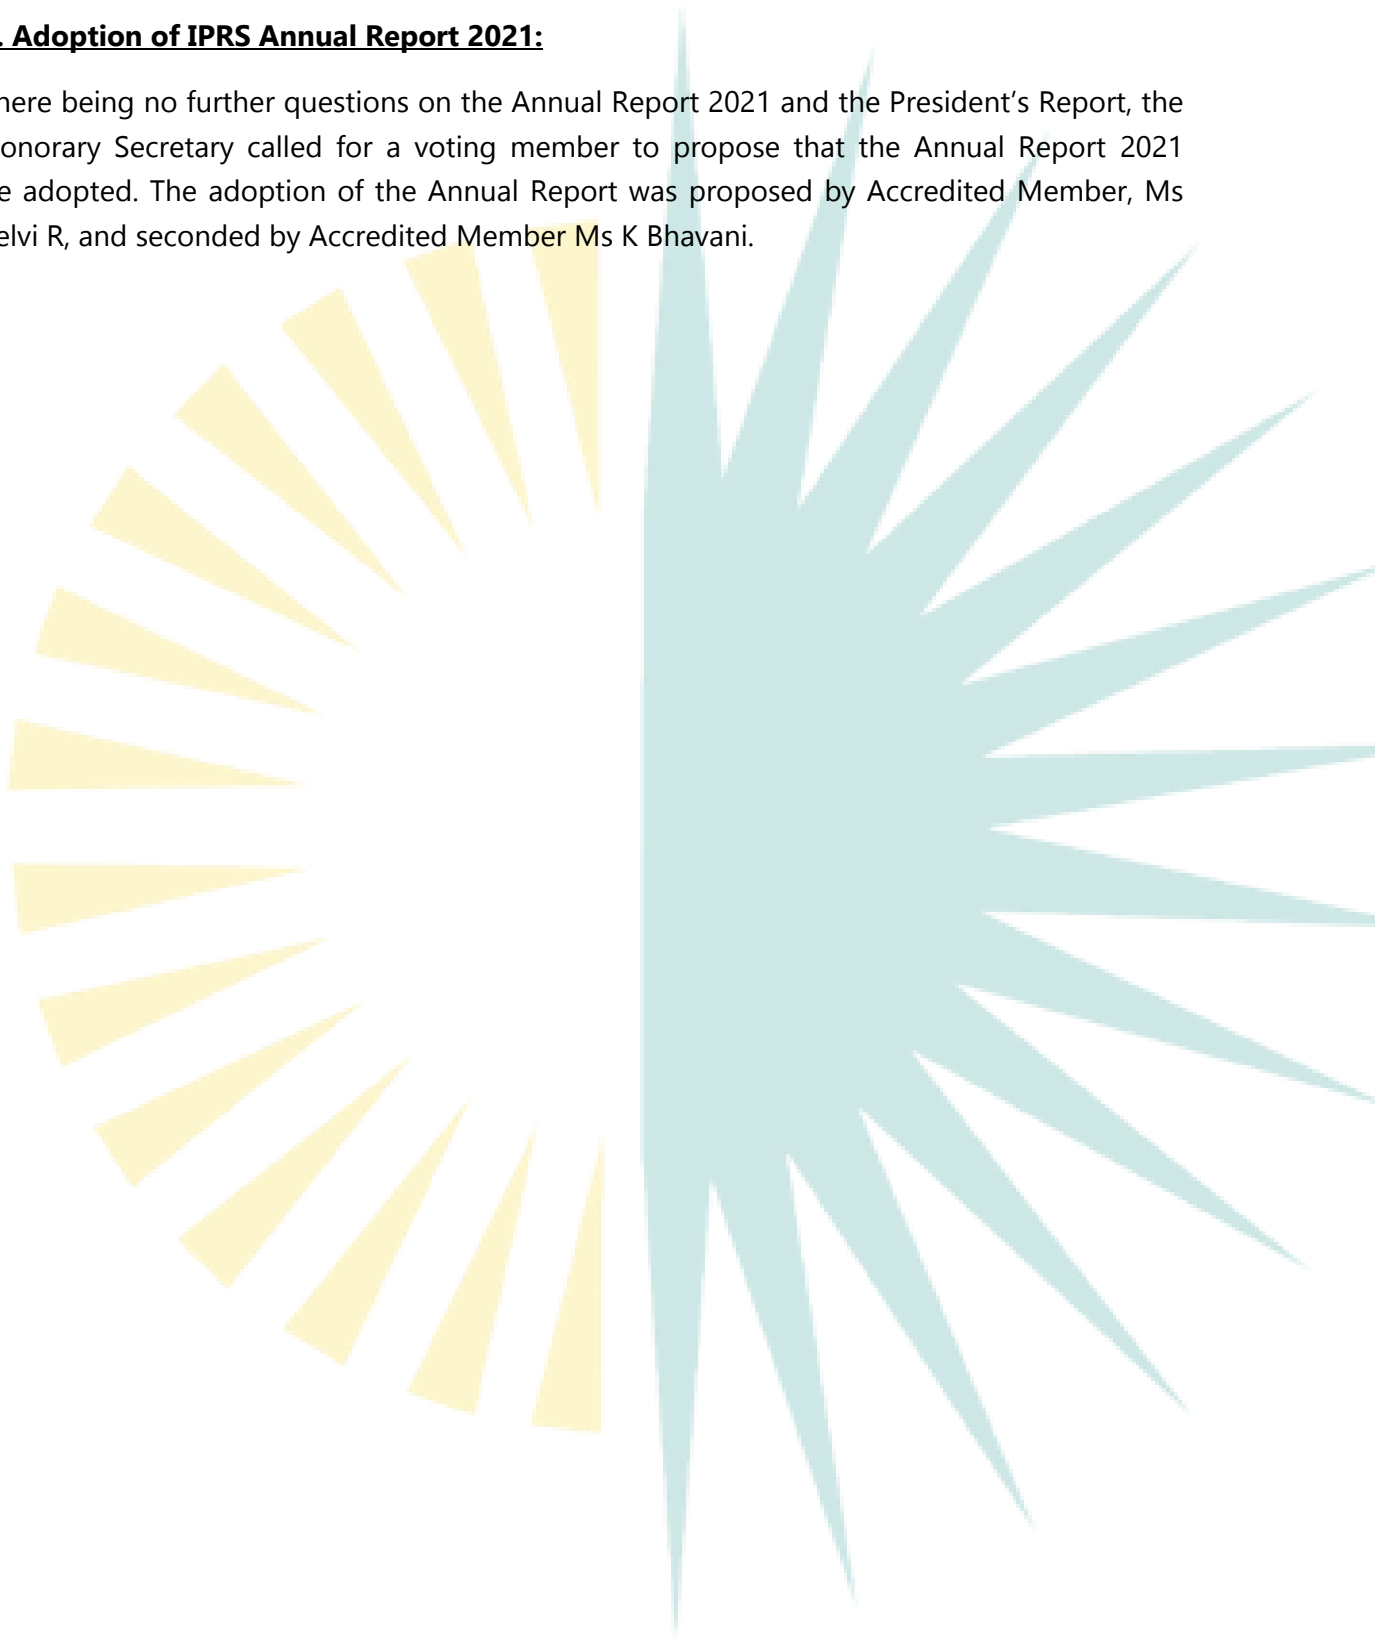 . Adoption of IPRS Annual Report 2021:
here being no further questions on the Annual Report 2021 and the President’s Report, the
onorary Secretary called for a voting member to propose that the Annual Report 2021
e adopted. The adoption of the Annual Report was proposed by Accredited Member, Ms
elvi R, and seconded by Accredited Member Ms K Bhavani.